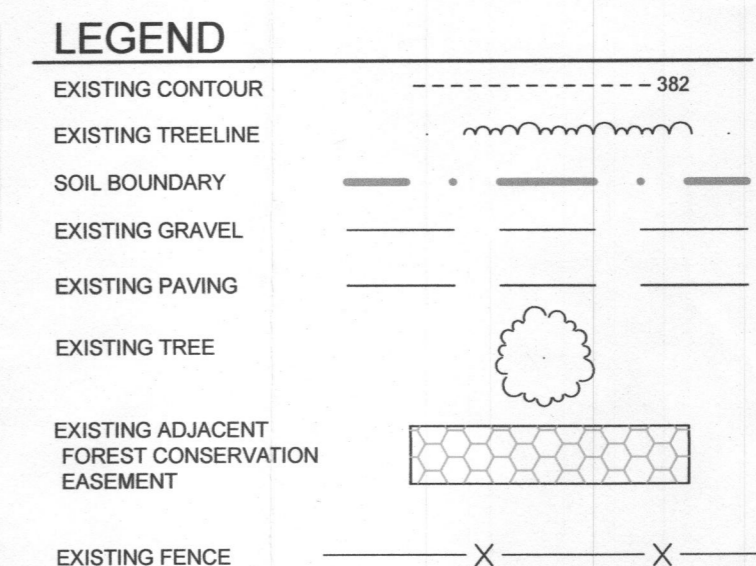 LEGEND
EXISTING CONTOUR 382
EXISTING TREELINE
SOIL BOUNDARY
EXISTING GRAVEL
EXISTING PAVING
EXISTING TREE
EXISTING ADJACENT
FOREST CONSERVATION
EASEMENT
EXISTING FENCE X X